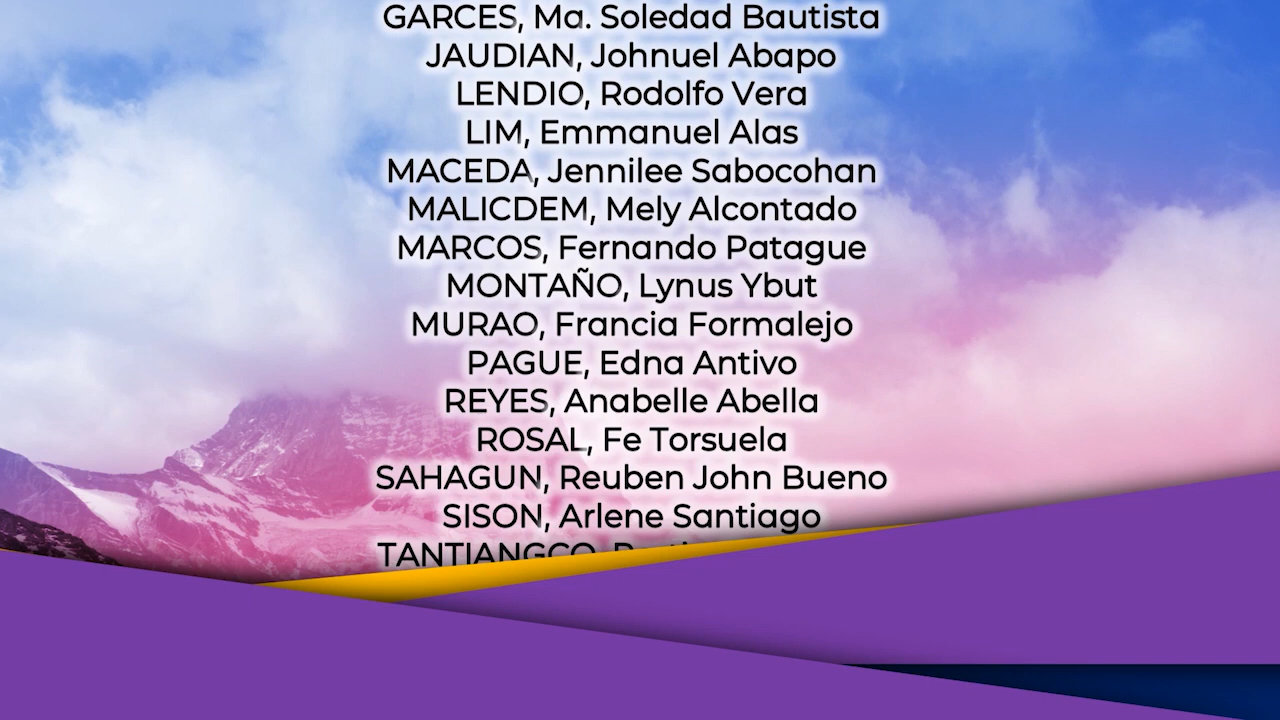 GARCES, Ma. Soledad Bautista
JAUDIAN, Johnuel Abapo
LENDIO, Rodolfo Vera
LIM, Emmanuel Alas
MACEDA, Jennilee Sabocohan
MALICDEM, Mely Alcontado
MARCOS, Fernando Patague
MONTAÑO, Lynus Ybut
MURAO, Francia Formalejo
PAGUE, Edna Antivo
REYES, Anabelle Abella
ROSAL, Fe Torsuela
SAHAGUN, Reuben John Bueno
SISON, Arlene Santiago
TANTIANGCO,